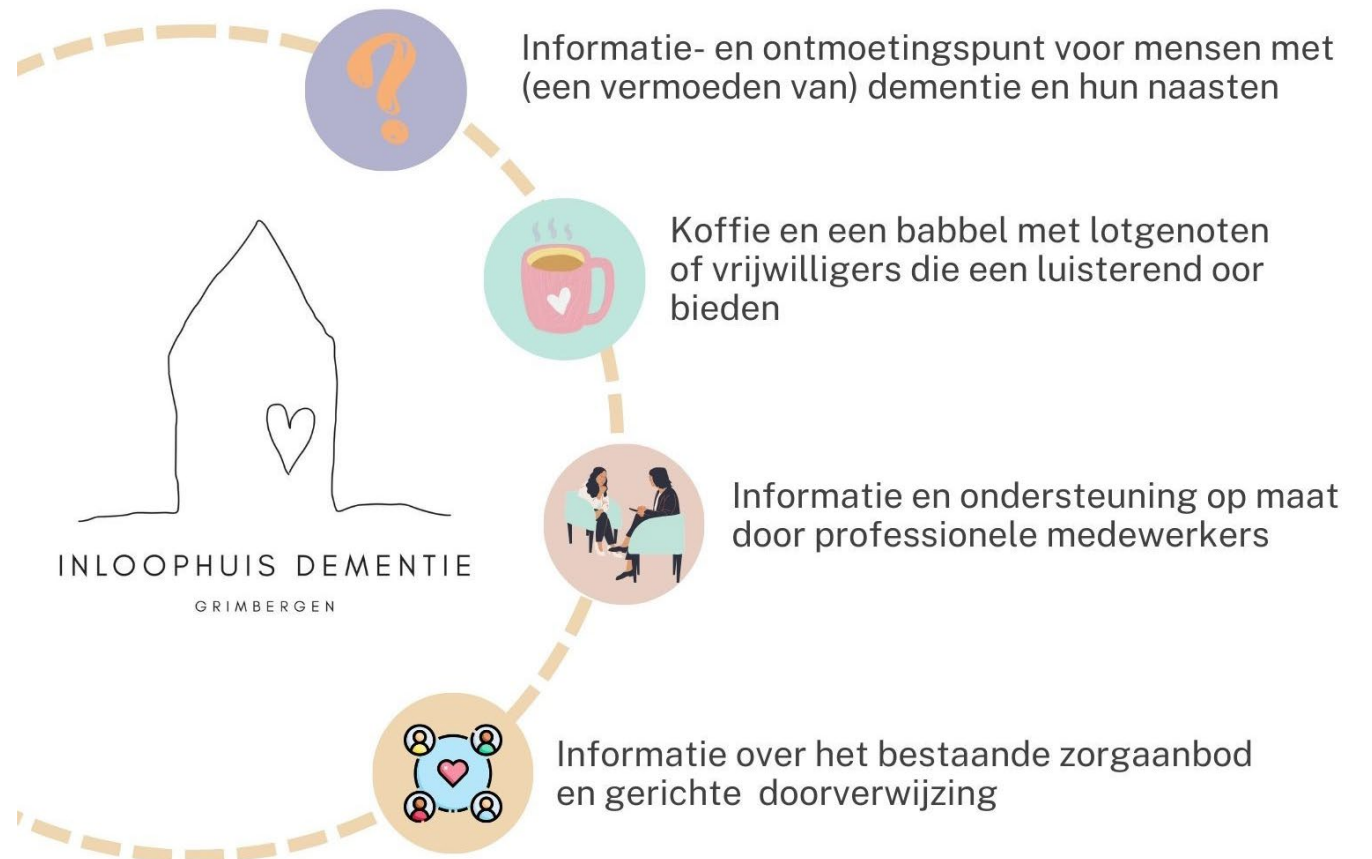 Informatie- en ontmoetingspunt voor mensen met
(een vermoeden van) dementie en hun naasten
Koffie en een babbel met lotgenoten
of vrijwilligers die een luisterend oor
bieden
Informatie en ondersteuning op maat
door professionele medewerkers
INLOOPHUIS DEMENTIE
GRIMBERGEN
Informatie over het bestaande zorgaanbod
en gerichte doorverwijzing